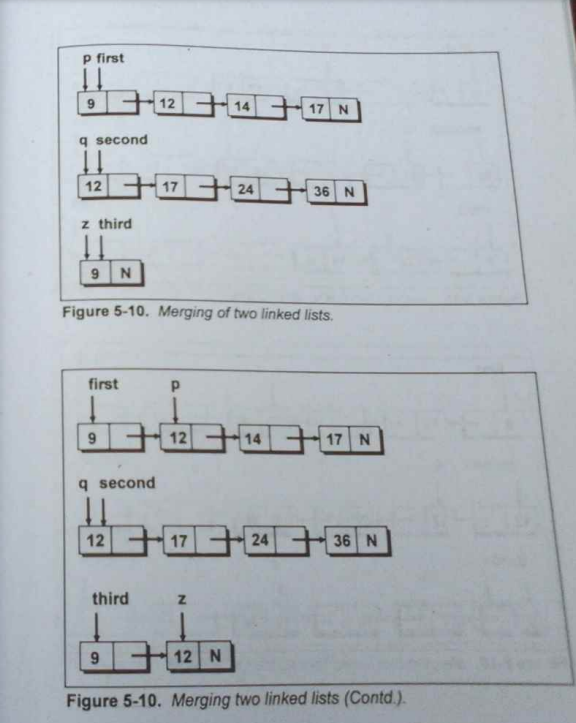 p first
9 12 14 17 N
q second
12 17 24 36 N
z third
9 N
Figure 5-10. Merging of two linked lists.
first p
9 12 14 17 N
q second
12 17 24 36 N
third z
9 12 N
Figure 5-10. Merging two linked lists (Contd.).